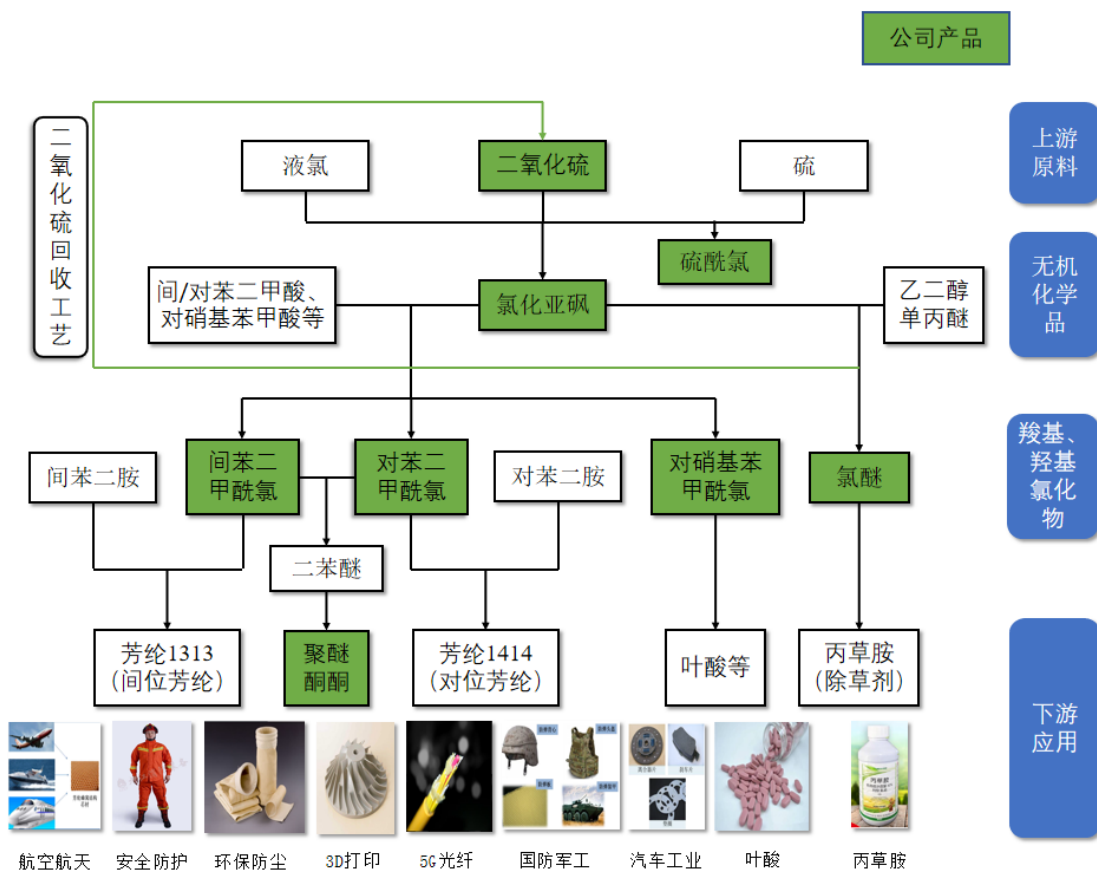 公司产品
二
氧
化
硫
回
收
工
艺
液氯
二氧化硫
硫
上游
原料
硫酰氯
间/对苯二甲酸、
对硝基苯甲酸等
氯化亚砜
乙二醇
单丙醚
无机
化学
品
间苯二胺
间苯二
甲酰氯
对苯二
甲酰氯
对苯二胺
对硝基苯
甲酰氯
氯醚
羧基、
羟基
氯化
物
二苯醚
芳纶1313
(间位芳纶)
聚醚
酮酮
芳纶1414
(对位芳纶)
叶酸等
丙草胺
(除草剂)
下游
应用
丙草胺
航空航天
安全防护
环保防尘
3D打印
5G光纤
国防军工
汽车工业
叶酸
丙草胺